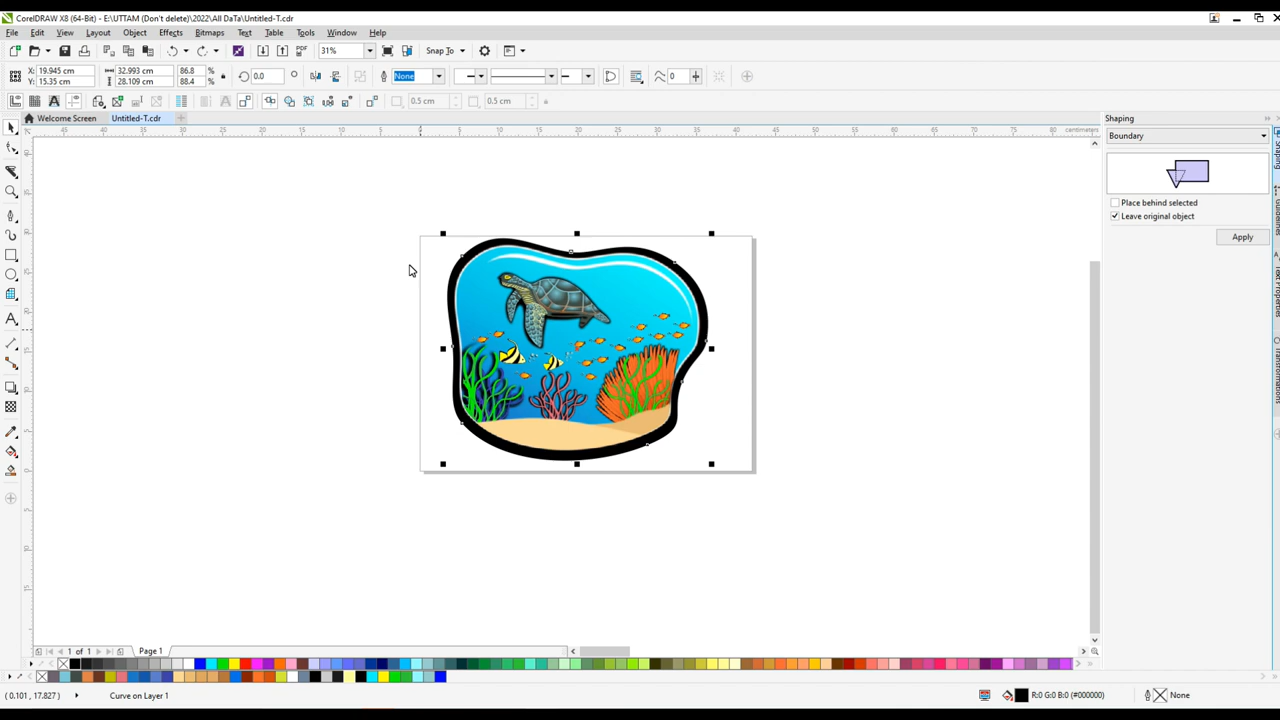 CorelDRAW X8 (64-Bit) - E:\UTTAM (Don't delete)\2022\All DaTa\Untitled-T.cdr
File Edit View Layout Object Effects Bitmaps Text Table Tools Window Help
PDF 31% Snap To
X: 19.945 cm 32.993 cm 86.8 % 0.0 ° None 0
Y: 15.35 cm 28.109 cm 88.4 %
0.5 cm 0.5 cm
Welcome Screen Untitled-T.cdr
centimeters
Shaping
Boundary
Place behind selected
Leave original object
Apply
1 of 1 Page 1
(0.101, 17.827) Curve on Layer 1 R:0 G:0 B:0 (#000000) None